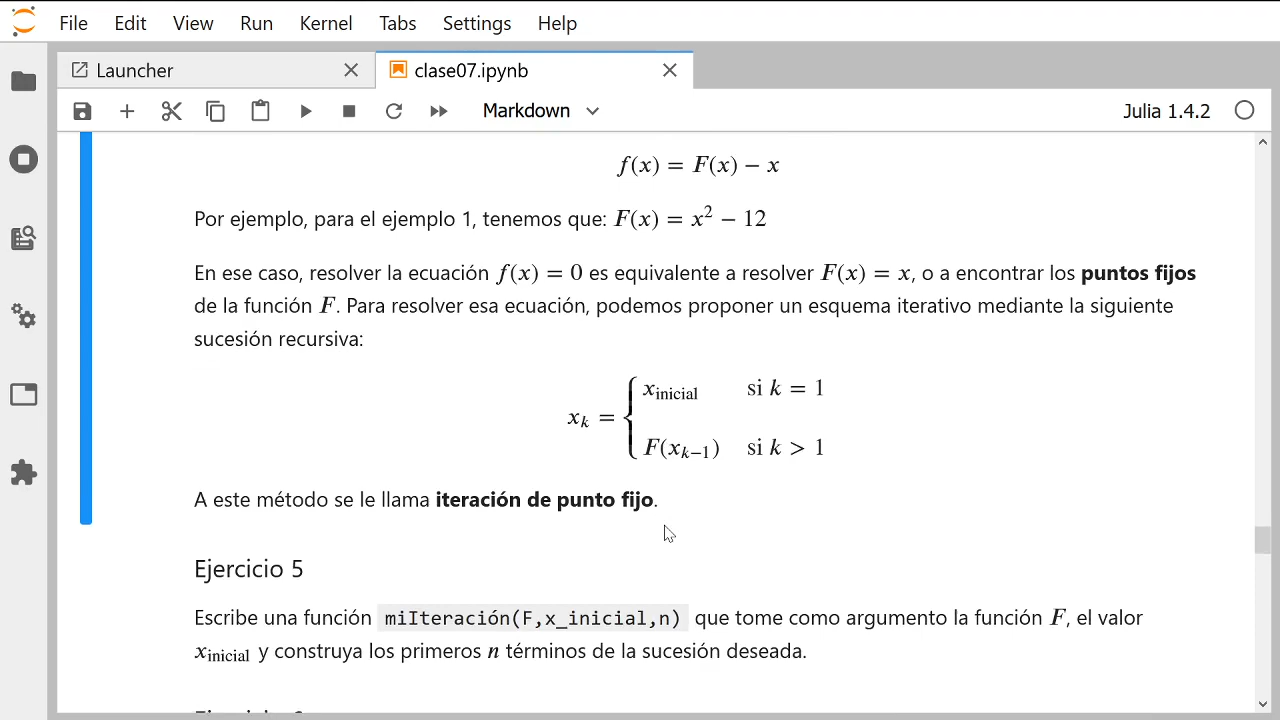 File Edit View Run Kernel Tabs Settings Help
Launcher clase07.ipynb
Markdown Julia 1.4.2
f(x) = F(x) − x
Por ejemplo, para el ejemplo 1, tenemos que: F(x) = x² − 12
En ese caso, resolver la ecuación f(x) = 0 es equivalente a resolver F(x) = x, o a encontrar los puntos fijos
de la función F. Para resolver esa ecuación, podemos proponer un esquema iterativo mediante la siguiente
sucesión recursiva:
x_k = { x_inicial si k = 1
F(x_{k−1}) si k > 1
A este método se le llama iteración de punto fijo.
Ejercicio 5
Escribe una función miIteración(F,x_inicial,n) que tome como argumento la función F, el valor
x_inicial y construya los primeros n términos de la sucesión deseada.